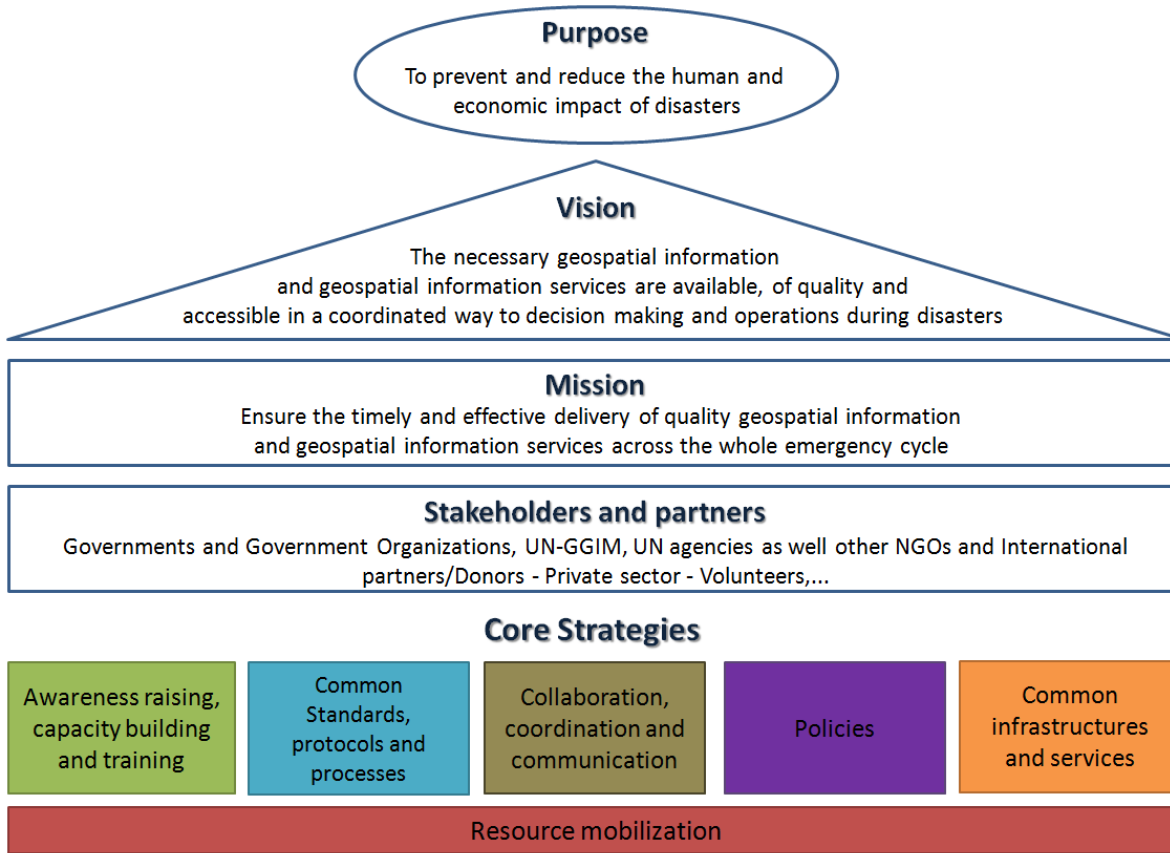 Purpose
To prevent and reduce the human and
economic impact of disasters
Vision
The necessary geospatial information
and geospatial information services are available, of quality and
accessible in a coordinated way to decision making and operations during disasters
Mission
Ensure the timely and effective delivery of quality geospatial information
and geospatial information services across the whole emergency cycle
Stakeholders and partners
Governments and Government Organizations, UN-GGIM, UN agencies as well other NGOs and International
partners/Donors - Private sector - Volunteers,...
Core Strategies
Awareness raising,
capacity building
and training
Common
Standards,
protocols and
processes
Collaboration,
coordination and
communication
Policies
Common
infrastructures
and services
Resource mobilization